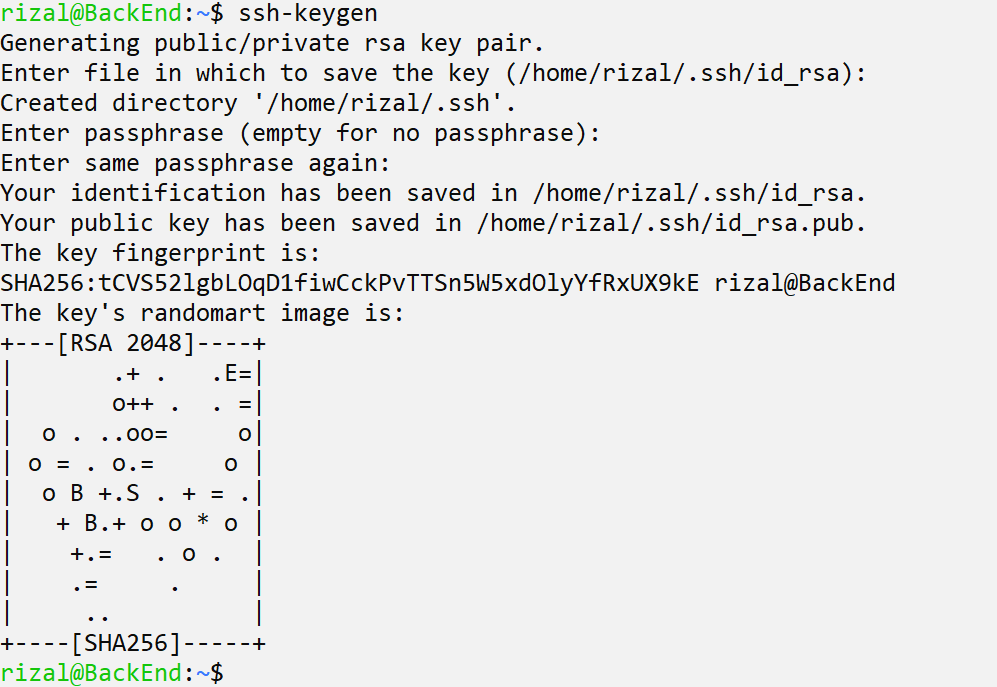 rizal@BackEnd:~$ ssh-keygen
Generating public/private rsa key pair.
Enter file in which to save the key (/home/rizal/.ssh/id_rsa):
Created directory '/home/rizal/.ssh'.
Enter passphrase (empty for no passphrase):
Enter same passphrase again:
Your identification has been saved in /home/rizal/.ssh/id_rsa.
Your public key has been saved in /home/rizal/.ssh/id_rsa.pub.
The key fingerprint is:
SHA256:tCVS52lgbLOqD1fiwCckPvTTSn5W5xdOlyYfRxUX9kE rizal@BackEnd
The key's randomart image is:
+---[RSA 2048]----+
|       .+ .   .E=|
|       o++ .  . =|
|  o . ..oo=     o|
| o = . o.=     o |
|  o B +.S . + = .|
|   + B.+ o o * o |
|    +.=   . o .  |
|    .=     .     |
|     ..          |
+----[SHA256]-----+
rizal@BackEnd:~$